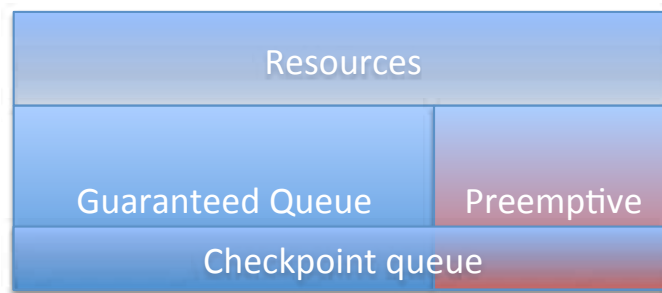 Resources
Guaranteed Queue
Preemptive
Checkpoint queue